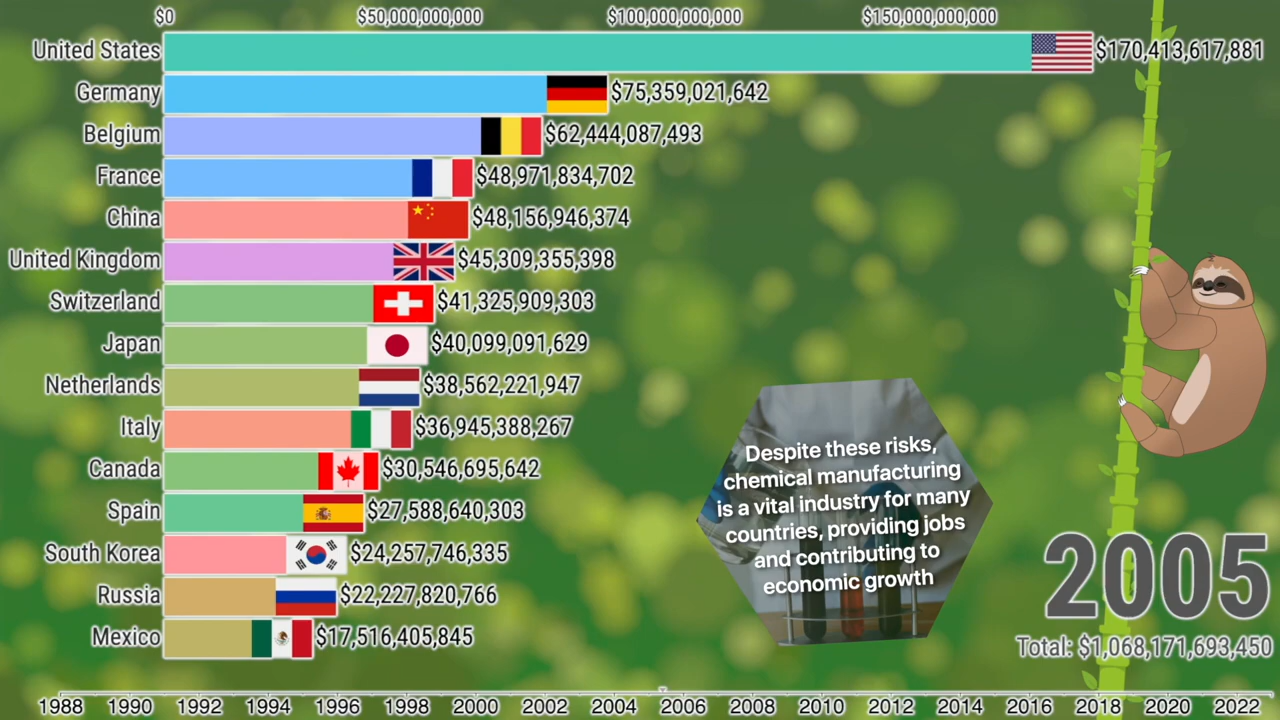 $0 $50,000,000,000 $100,000,000,000 $150,000,000,000
United States $170,413,617,881
Germany $75,359,021,642
Belgium $62,444,087,493
France $48,971,834,702
China $48,156,946,374
United Kingdom $45,309,355,398
Switzerland $41,325,909,303
Japan $40,099,091,629
Netherlands $38,562,221,947
Italy $36,945,388,267
Canada $30,546,695,642
Spain $27,588,640,303
South Korea $24,257,746,335
Russia $22,227,820,766
Mexico $17,516,405,845
Despite these risks,
chemical manufacturing
is a vital industry for many
countries, providing jobs
and contributing to
economic growth
2005
Total: $1,068,171,693,450
1988 1990 1992 1994 1996 1998 2000 2002 2004 2006 2008 2010 2012 2014 2016 2018 2020 2022